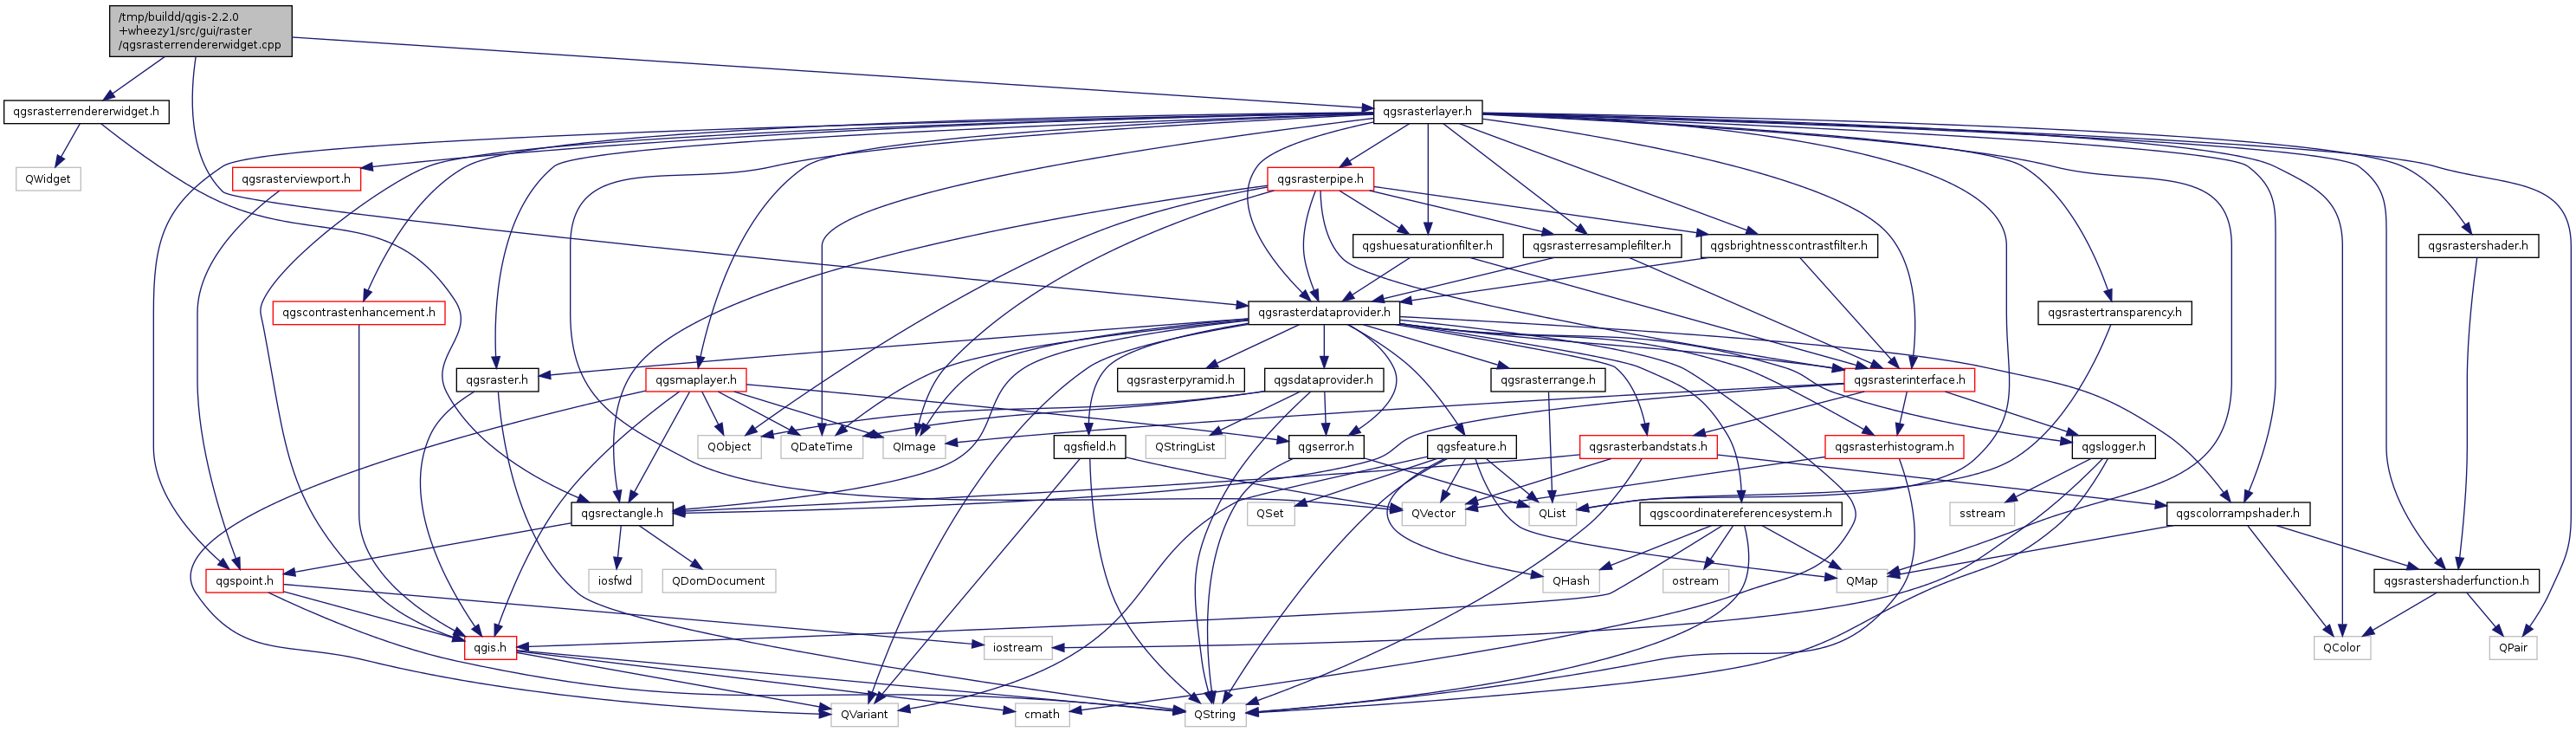 /tmp/buildd/qgis-2.2.0
+wheezy1/src/gui/raster
/qgsrasterrendererwidget.cpp
qgsrasterrendererwidget.h
qgsrasterlayer.h
QWidget
qgsrasterviewport.h
qgsrasterpipe.h
qgshuesaturationfilter.h
qgsrasterresamplefilter.h
qgsbrightnesscontrastfilter.h
qgsrastershader.h
qgscontrastenhancement.h
qgsrasterdataprovider.h
qgsrastertransparency.h
qgsraster.h
qgsmaplayer.h
qgsrasterpyramid.h
qgsdataprovider.h
qgsrasterrange.h
qgsrasterinterface.h
QObject
QDateTime
QImage
qgsfield.h
QStringList
qgserror.h
qgsfeature.h
qgsrasterbandstats.h
qgsrasterhistogram.h
qgslogger.h
qgsrectangle.h
QSet
QVector
QList
qgscoordinatereferencesystem.h
sstream
qgscolorrampshader.h
qgspoint.h
iosfwd
QDomDocument
QHash
ostream
QMap
qgsrastershaderfunction.h
qgis.h
iostream
QColor
QPair
QVariant
cmath
QString